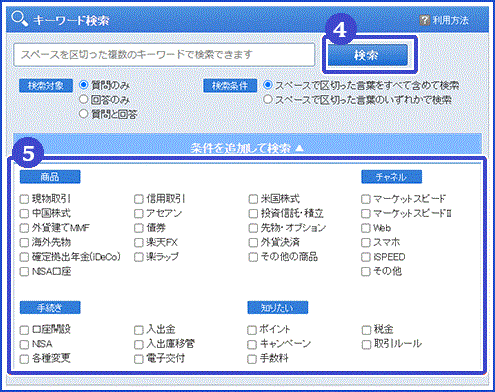 キーワード検索
? 利用方法
4
スペースを区切った複数のキーワードで検索できます
検索
検索対象
質問のみ
回答のみ
質問と回答
検索条件
スペースで区切った言葉をすべて含めて検索
スペースで区切った言葉のいずれかで検索
条件を追加して検索 ▲
5
商品
チャネル
現物取引 信用取引 米国株式 マーケットスピード
中国株式 アセアン 投資信託・積立 マーケットスピードⅡ
外貨建てMMF 債券 先物・オプション Web
海外先物 楽天FX 外貨決済 スマホ
確定拠出年金(iDeCo) 楽ラップ その他の商品 iSPEED
NISA口座 その他
手続き 知りたい
口座開設 入出金 ポイント 税金
NISA 入出庫移管 キャンペーン 取引ルール
各種変更 電子交付 手数料